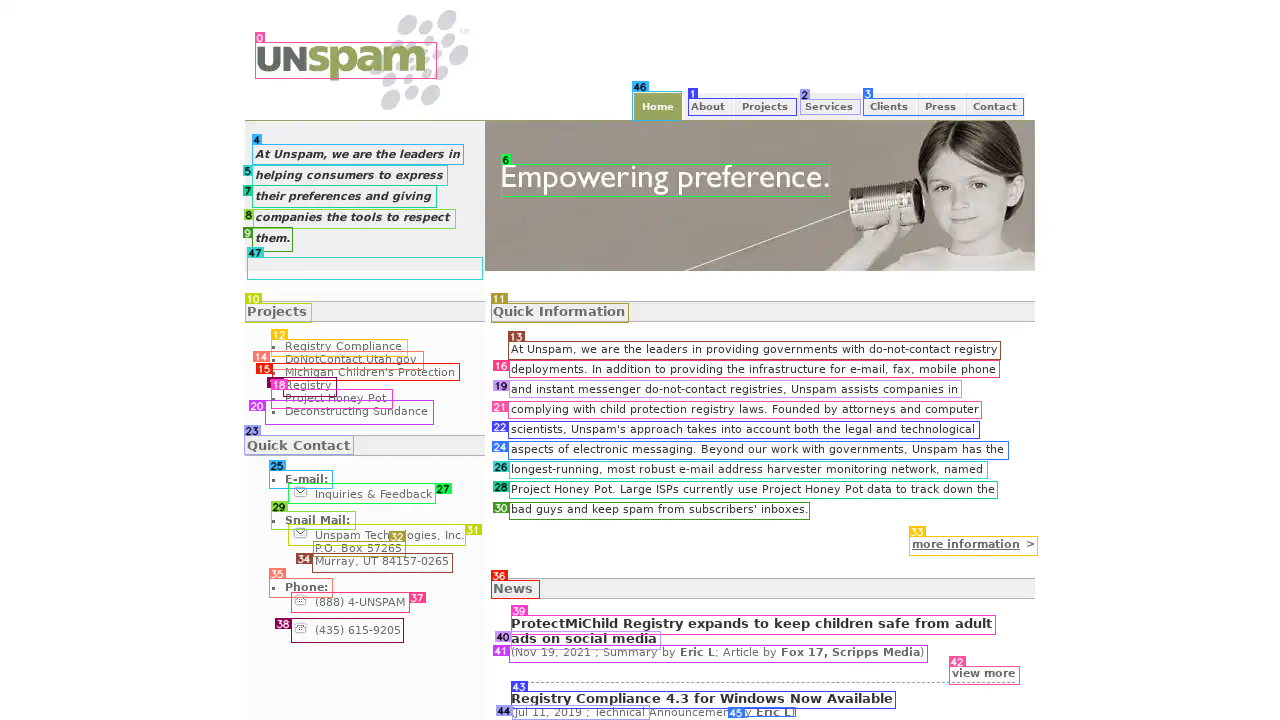 UNspam
Home About Projects Services Clients Press Contact
At Unspam, we are the leaders in
helping consumers to express
their preferences and giving
companies the tools to respect
them.
Empowering preference.
Projects
Registry Compliance
DoNotContact.Utah.gov
Michigan Children's Protection
Registry
Project Honey Pot
Deconstructing Sundance
Quick Contact
E-mail:
Inquiries & Feedback
Snail Mail:
Unspam Technologies, Inc.
P.O. Box 57265
Murray, UT 84157-0265
Phone:
(888) 4-UNSPAM
(435) 615-9205
Quick Information
At Unspam, we are the leaders in providing governments with do-not-contact registry
deployments. In addition to providing the infrastructure for e-mail, fax, mobile phone
and instant messenger do-not-contact registries, Unspam assists companies in
complying with child protection registry laws. Founded by attorneys and computer
scientists, Unspam's approach takes into account both the legal and technological
aspects of electronic messaging. Beyond our work with governments, Unspam has the
longest-running, most robust e-mail address harvester monitoring network, named
Project Honey Pot. Large ISPs currently use Project Honey Pot data to track down the
bad guys and keep spam from subscribers' inboxes.
more information >
News
ProtectMiChild Registry expands to keep children safe from adult
ads on social media
(Nov 19, 2021 ; Summary by Eric L; Article by Fox 17, Scripps Media)
view more
Registry Compliance 4.3 for Windows Now Available
(Jul 11, 2019 ; Technical Announcement by Eric L)